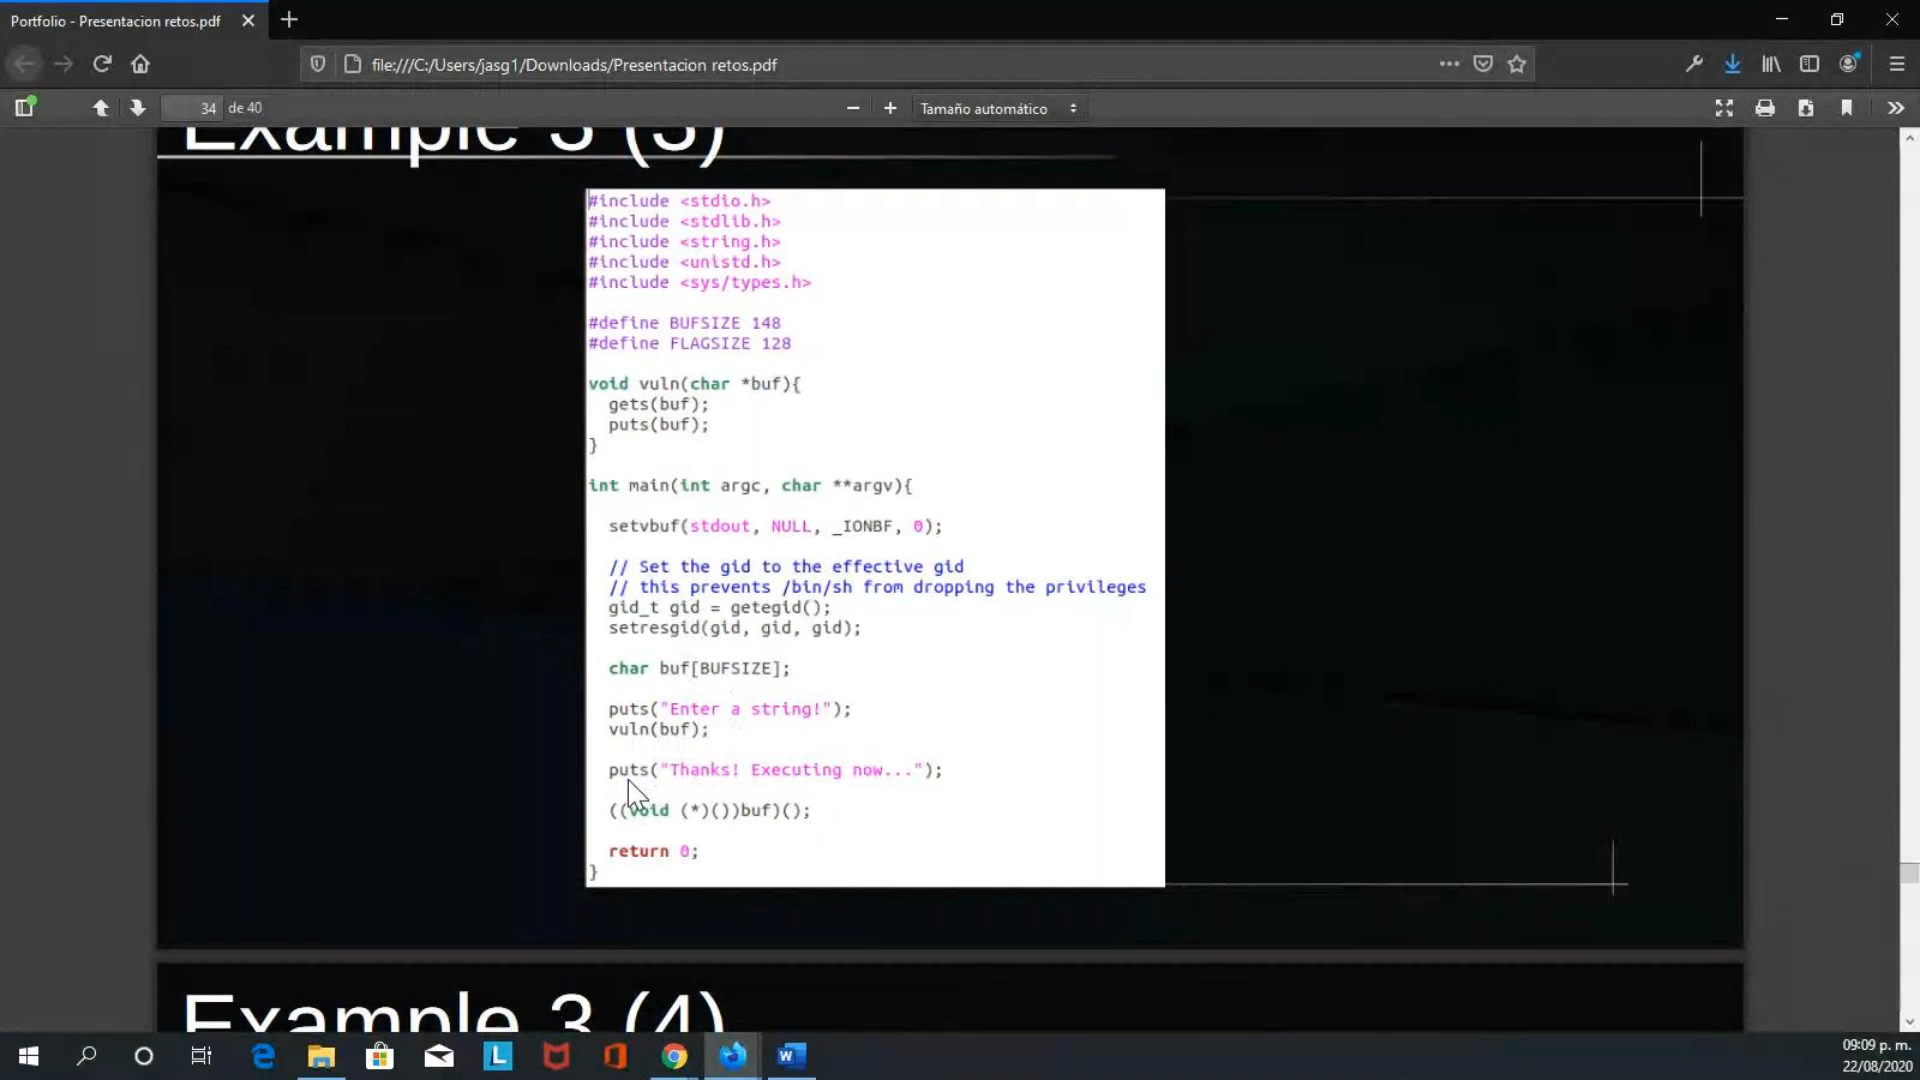 Portfolio - Presentacion retos.pdf
file:///C:/Users/jasg1/Downloads/Presentacion retos.pdf
34 de 40
Tamaño automático
Example 3 (3)
#include <stdio.h>
#include <stdlib.h>
#include <string.h>
#include <unistd.h>
#include <sys/types.h>
#define BUFSIZE 148
#define FLAGSIZE 128
void vuln(char *buf){
gets(buf);
puts(buf);
}
int main(int argc, char **argv){
setvbuf(stdout, NULL, _IONBF, 0);
// Set the gid to the effective gid
// this prevents /bin/sh from dropping the privileges
gid_t gid = getegid();
setresgid(gid, gid, gid);
char buf[BUFSIZE];
puts("Enter a string!");
vuln(buf);
puts("Thanks! Executing now...");
((void (*)())buf)();
return 0;
}
Example 3 (4)
L
W
09:09 p. m.
22/08/2020